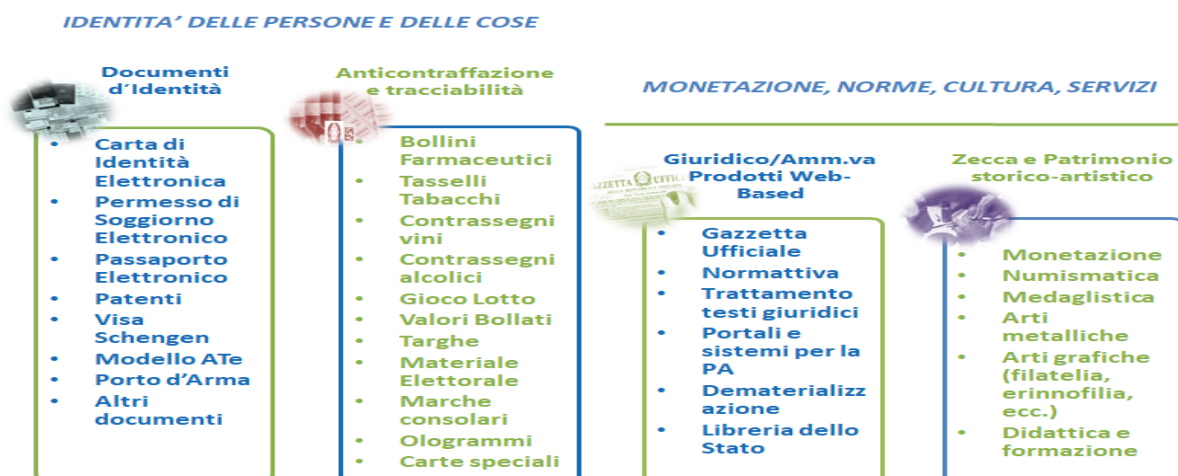 IDENTITA’ DELLE PERSONE E DELLE COSE
Documenti
d´Identità
• Carta di
Identità
Elettronica
• Permesso di
Soggiorno
Elettronico
• Passaporto
Elettronico
• Patenti
• Visa
Schengen
• Modello ATe
• Porto d’Arma
• Altri
documenti
Anticontraffazione
e tracciabilità
• Bollini
Farmaceutici
• Tasselli
Tabacchi
• Contrassegni
vini
• Contrassegni
alcolici
• Gioco Lotto
• Valori Bollati
• Targhe
• Materiale
Elettorale
• Marche
consolari
• Ologrammi
• Carte speciali
MONETAZIONE, NORME, CULTURA, SERVIZI
Giuridico/Amm.va
Prodotti Web-
Based
AZZETTA UFFIC
• Gazzetta
Ufficiale
• Normattiva
• Trattamento
testi giuridici
• Portali e
sistemi per la
PA
• Dematerializz
azione
• Libreria dello
Stato
Zecca e Patrimonio
storico-artistico
• Monetazione
• Numismatica
• Medaglistica
• Arti
metalliche
• Arti grafiche
(filatelia,
erinnofilia,
ecc.)
• Didattica e
formazione